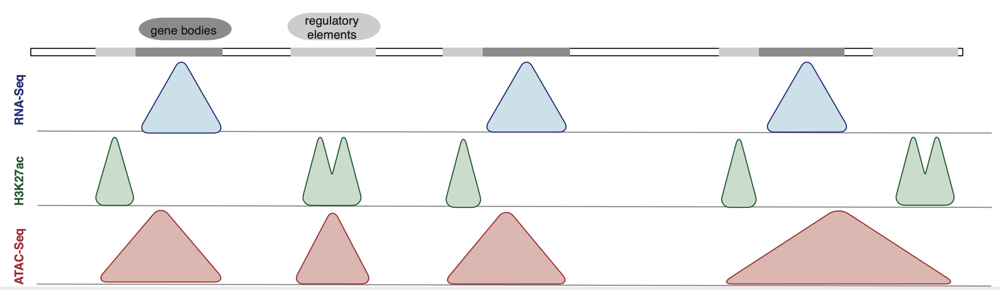 gene bodies
regulatory
elements
RNA-Seq
H3K27ac
ATAC-Seq